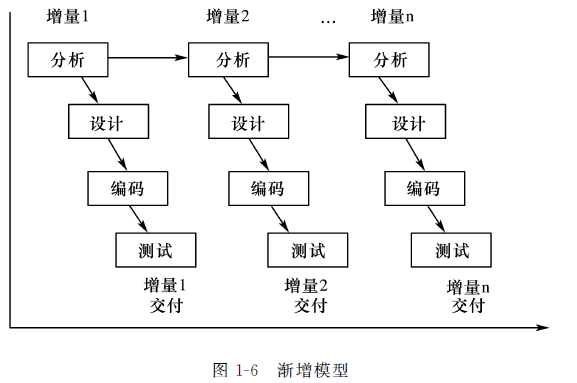 增量1 增量2 … 增量n
分析 分析 分析
设计 设计 设计
编码 编码 编码
测试 测试 测试
增量1 增量2 增量n
交付 交付 交付
图 1-6 渐增模型